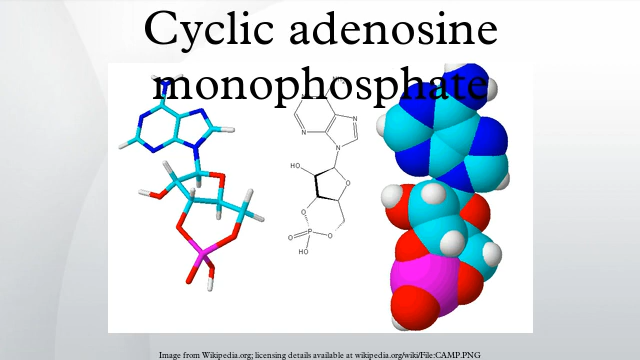 Cyclic adenosine
monophosphate
N
N
N
N
HO
O
O
P
O
O
HO
Image from Wikipedia.org; licensing details available at wikipedia.org/wiki/File:CAMP.PNG